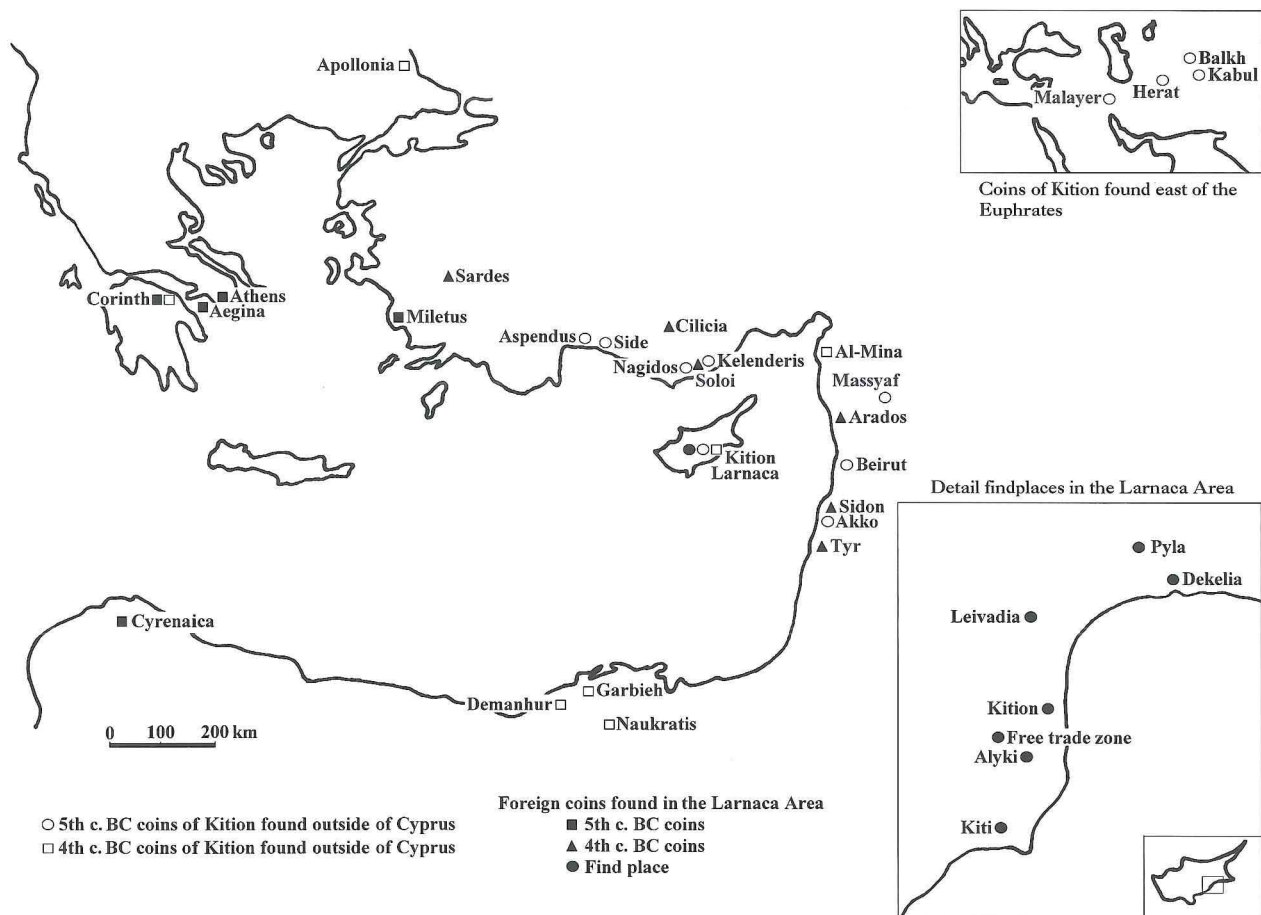 Apollonia
Balkh
Kabul
Herat
Malayer
Coins of Kition found east of the
Euphrates
Sardes
Corinth
Athens
Aegina
Miletus
Cilicia
Aspendus
Side
Nagidos
Kelenderis
Soloi
Al-Mina
Massyaf
Arados
Kition
Larnaca
Beirut
Sidon
Akko
Tyr
Cyrenaica
Garbieh
Demanhur
Naukratis
0 100 200 km
Detail findplaces in the Larnaca Area
Pyla
Dekelia
Leivadia
Kition
Free trade zone
Alyki
Kiti
5th c. BC coins of Kition found outside of Cyprus
4th c. BC coins of Kition found outside of Cyprus
Foreign coins found in the Larnaca Area
5th c. BC coins
4th c. BC coins
Find place